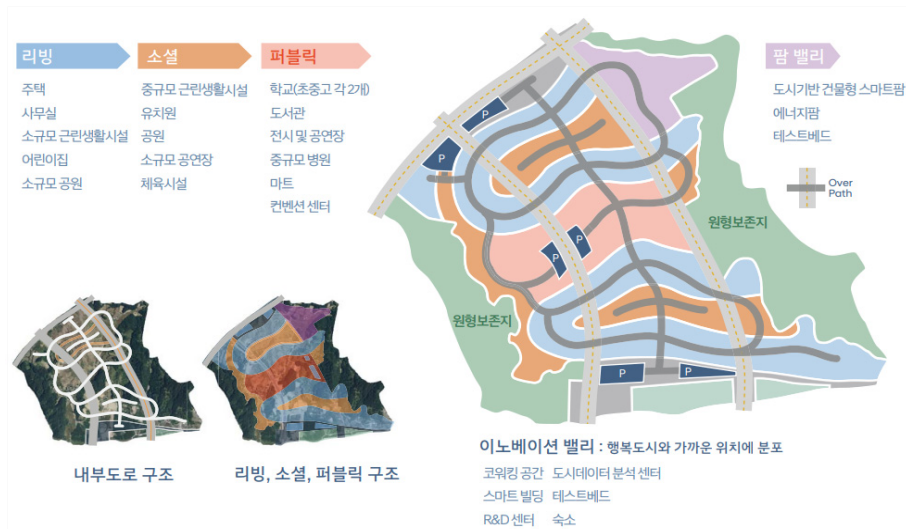 리빙
주택
사무실
소규모 근린생활시설
어린이집
소규모 공원
소셜
중규모 근린생활시설
유치원
공원
소규모 공연장
체육시설
퍼블릭
학교(초중고 각 2개)
도서관
전시 및 공연장
중규모 병원
마트
컨벤션 센터
팜 밸리
도시기반 건물형 스마트팜
에너지팜
테스트베드
Over
Path
P
P
원형보존지
P
P
원형보존지
P
P
내부도로 구조
리빙, 소셜, 퍼블릭 구조
이노베이션 밸리 : 행복도시와 가까운 위치에 분포
코워킹 공간 도시데이터 분석 센터
스마트 빌딩 테스트베드
R&D 센터 숙소